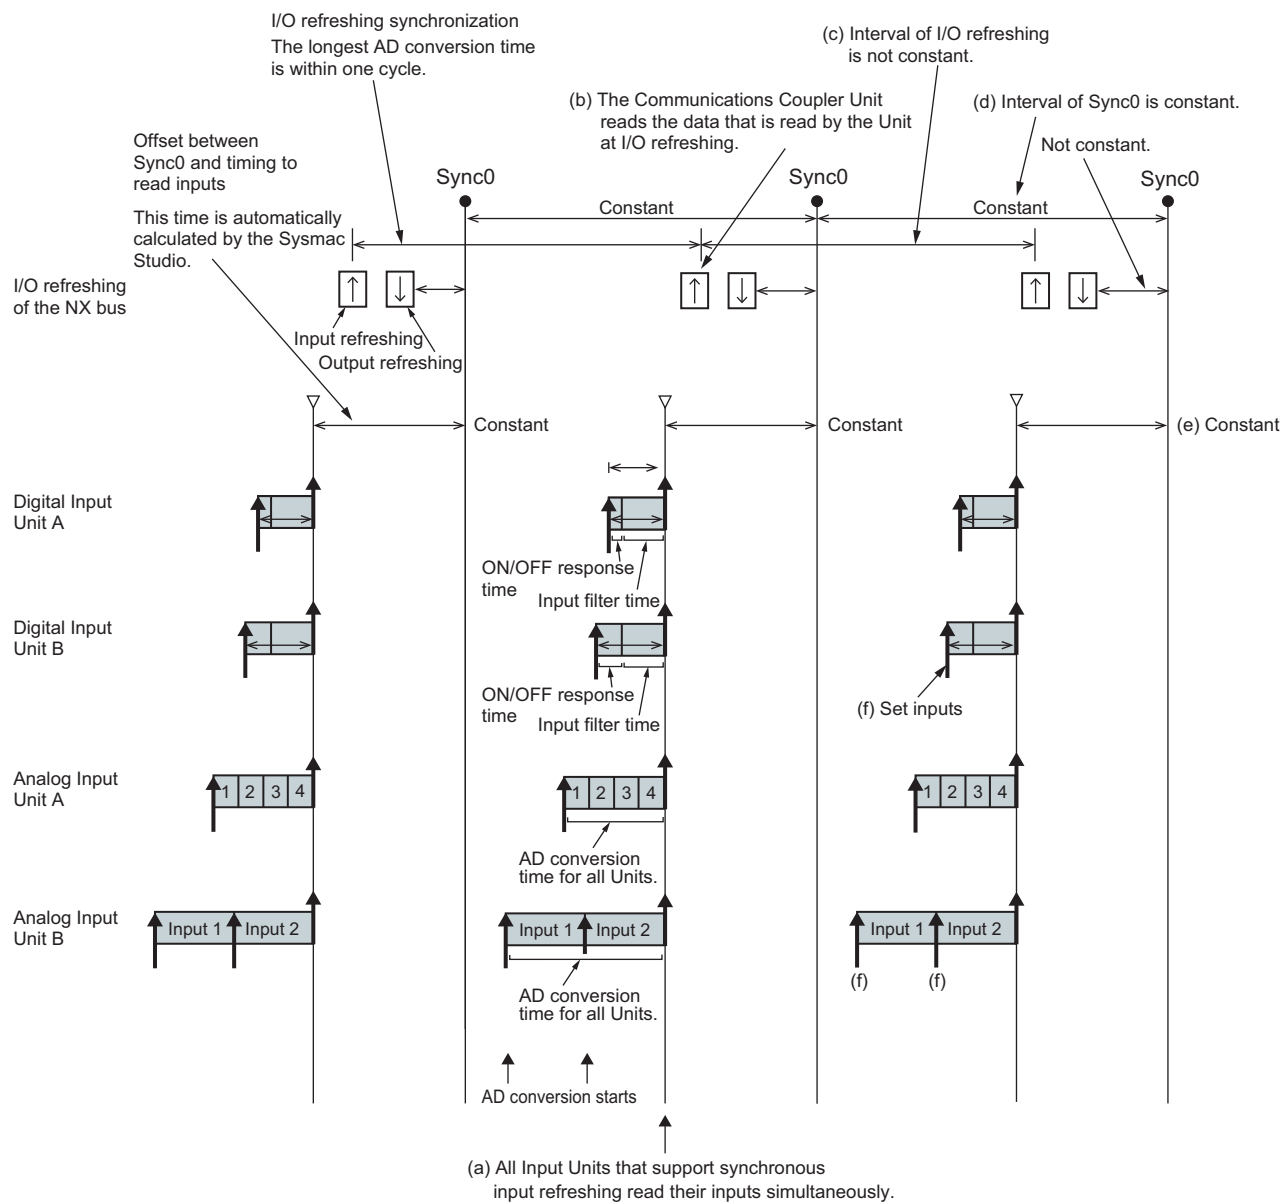 I/O refreshing synchronization
The longest AD conversion time
is within one cycle.
(c) Interval of I/O refreshing
is not constant.
(b) The Communications Coupler Unit
reads the data that is read by the Unit
at I/O refreshing.
(d) Interval of Sync0 is constant.
Not constant.
Offset between
Sync0 and timing to
read inputs
This time is automatically
calculated by the Sysmac
Studio.
Sync0
Sync0
Sync0
Constant
Constant
I/O refreshing
of the NX bus
Input refreshing
Output refreshing
Constant
Constant
(e) Constant
Digital Input
Unit A
ON/OFF response
time
Input filter time
Digital Input
Unit B
ON/OFF response
time
Input filter time
(f) Set inputs
Analog Input
Unit A
1 2 3 4
1 2 3 4
1 2 3 4
AD conversion
time for all Units.
Analog Input
Unit B
Input 1 Input 2
Input 1 Input 2
Input 1 Input 2
(f) (f)
AD conversion
time for all Units.
AD conversion starts
(a) All Input Units that support synchronous
input refreshing read their inputs simultaneously.